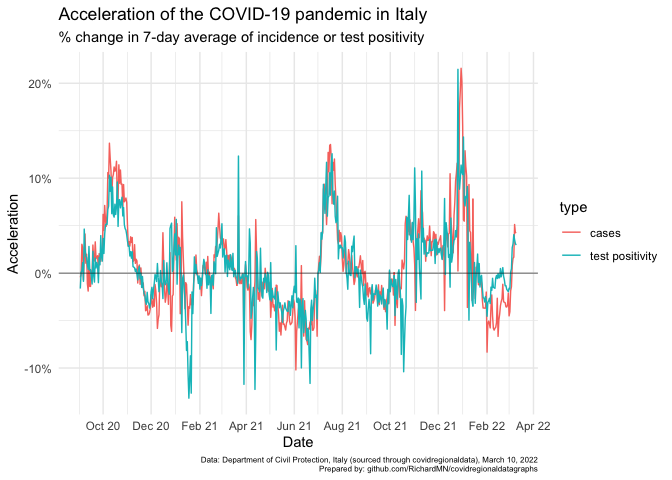 Acceleration of the COVID-19 pandemic in Italy
% change in 7-day average of incidence or test positivity
20%
10%
0%
-10%
Acceleration
Oct 20 Dec 20 Feb 21 Apr 21 Jun 21 Aug 21 Oct 21 Dec 21 Feb 22 Apr 22
Date
type
cases
test positivity
Data: Department of Civil Protection, Italy (sourced through covidregionaldata), March 10, 2022
Prepared by: github.com/RichardMN/covidregionaldatagraphs